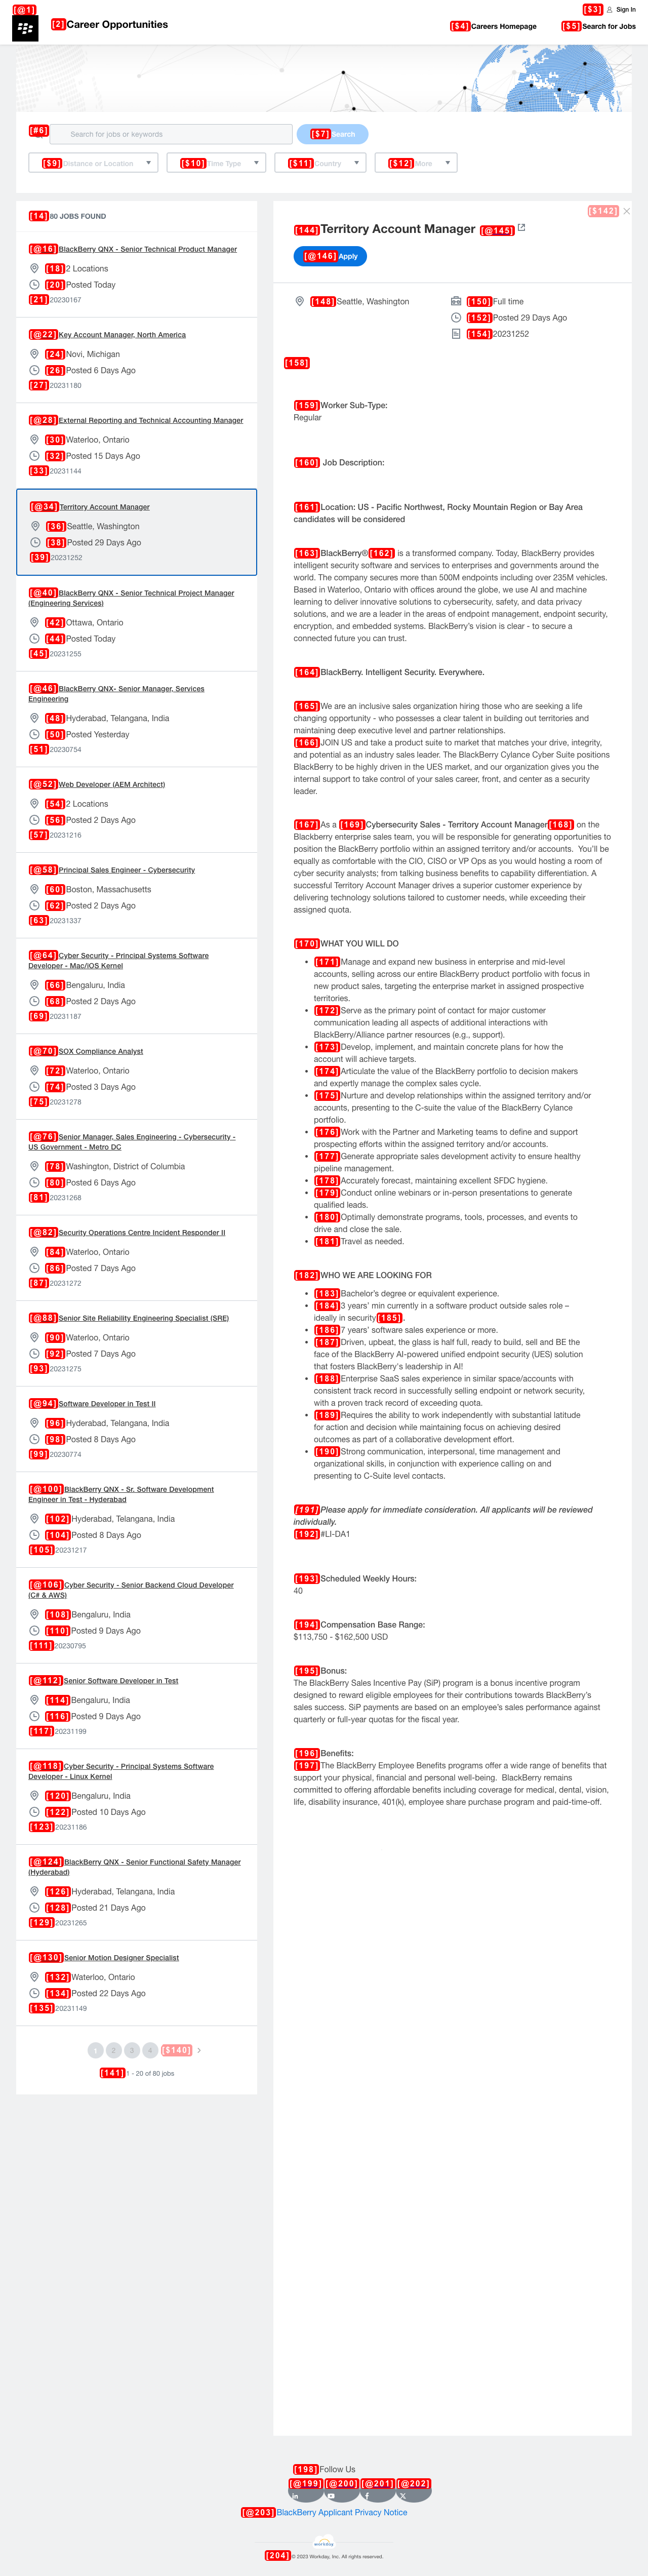 [@1]
[2]Career Opportunities
[$3] Sign In
[$4]Careers Homepage
[$5]Search for Jobs
[#6] Search for jobs or keywords
[$7]Search
[$9]Distance or Location
[$10]Time Type
[$11]Country
[$12]More
[14]80 JOBS FOUND
[@16]BlackBerry QNX - Senior Technical Product Manager
[18]2 Locations
[20]Posted Today
[21]20230167
[@22]Key Account Manager, North America
[24]Novi, Michigan
[26]Posted 6 Days Ago
[27]20231180
[@28]External Reporting and Technical Accounting Manager
[30]Waterloo, Ontario
[32]Posted 15 Days Ago
[33]20231144
[@34]Territory Account Manager
[36]Seattle, Washington
[38]Posted 29 Days Ago
[39]20231252
[@40]BlackBerry QNX - Senior Technical Project Manager
(Engineering Services)
[42]Ottawa, Ontario
[44]Posted Today
[45]20231255
[@46]BlackBerry QNX- Senior Manager, Services
Engineering
[48]Hyderabad, Telangana, India
[50]Posted Yesterday
[51]20230754
[@52]Web Developer (AEM Architect)
[54]2 Locations
[56]Posted 2 Days Ago
[57]20231216
[@58]Principal Sales Engineer - Cybersecurity
[60]Boston, Massachusetts
[62]Posted 2 Days Ago
[63]20231337
[@64]Cyber Security - Principal Systems Software
Developer - Mac/iOS Kernel
[66]Bengaluru, India
[68]Posted 2 Days Ago
[69]20231187
[@70]SOX Compliance Analyst
[72]Waterloo, Ontario
[74]Posted 3 Days Ago
[75]20231278
[@76]Senior Manager, Sales Engineering - Cybersecurity -
US Government - Metro DC
[78]Washington, District of Columbia
[80]Posted 6 Days Ago
[81]20231268
[@82]Security Operations Centre Incident Responder II
[84]Waterloo, Ontario
[86]Posted 7 Days Ago
[87]20231272
[@88]Senior Site Reliability Engineering Specialist (SRE)
[90]Waterloo, Ontario
[92]Posted 7 Days Ago
[93]20231275
[@94]Software Developer in Test II
[96]Hyderabad, Telangana, India
[98]Posted 8 Days Ago
[99]20230774
[@100]BlackBerry QNX - Sr. Software Development
Engineer in Test - Hyderabad
[102]Hyderabad, Telangana, India
[104]Posted 8 Days Ago
[105]20231217
[@106]Cyber Security - Senior Backend Cloud Developer
(C# & AWS)
[108]Bengaluru, India
[110]Posted 9 Days Ago
[111]20230795
[@112]Senior Software Developer in Test
[114]Bengaluru, India
[116]Posted 9 Days Ago
[117]20231199
[@118]Cyber Security - Principal Systems Software
Developer - Linux Kernel
[120]Bengaluru, India
[122]Posted 10 Days Ago
[123]20231186
[@124]BlackBerry QNX - Senior Functional Safety Manager
(Hyderabad)
[126]Hyderabad, Telangana, India
[128]Posted 21 Days Ago
[129]20231265
[@130]Senior Motion Designer Specialist
[132]Waterloo, Ontario
[134]Posted 22 Days Ago
[135]20231149
1 2 3 4 [$140]
[141]1 - 20 of 80 jobs
[$142]
[144]Territory Account Manager [@145]
[@146]Apply
[148]Seattle, Washington
[150]Full time
[152]Posted 29 Days Ago
[154]20231252
[158]
[159]Worker Sub-Type:
Regular
[160] Job Description:
[161]Location: US - Pacific Northwest, Rocky Mountain Region or Bay Area
candidates will be considered
[163]BlackBerry®[162] is a transformed company. Today, BlackBerry provides
intelligent security software and services to enterprises and governments around the
world. The company secures more than 500M endpoints including over 235M vehicles.
Based in Waterloo, Ontario with offices around the globe, we use AI and machine
learning to deliver innovative solutions to cybersecurity, safety, and data privacy
solutions, and we are a leader in the areas of endpoint management, endpoint security,
encryption, and embedded systems. BlackBerry’s vision is clear - to secure a
connected future you can trust.
[164]BlackBerry. Intelligent Security. Everywhere.
[165]We are an inclusive sales organization hiring those who are seeking a life
changing opportunity - who possesses a clear talent in building out territories and
maintaining deep executive level and partner relationships.
[166]JOIN US and take a product suite to market that matches your drive, integrity,
and potential as an industry sales leader. The BlackBerry Cylance Cyber Suite positions
BlackBerry to be highly driven in the UES market, and our organization gives you the
internal support to take control of your sales career, front, and center as a security
leader.
[167]As a [169]Cybersecurity Sales - Territory Account Manager[168] on the
Blackberry enterprise sales team, you will be responsible for generating opportunities to
position the BlackBerry portfolio within an assigned territory and/or accounts.  You’ll be
equally as comfortable with the CIO, CISO or VP Ops as you would hosting a room of
cyber security analysts; from talking business benefits to capability differentiation. A
successful Territory Account Manager drives a superior customer experience by
delivering technology solutions tailored to customer needs, while exceeding their
assigned quota.
[170]WHAT YOU WILL DO
• [171]Manage and expand new business in enterprise and mid-level
accounts, selling across our entire BlackBerry product portfolio with focus in
new product sales, targeting the enterprise market in assigned prospective
territories.
• [172]Serve as the primary point of contact for major customer
communication leading all aspects of additional interactions with
BlackBerry/Alliance partner resources (e.g., support).
• [173]Develop, implement, and maintain concrete plans for how the
account will achieve targets.
• [174]Articulate the value of the BlackBerry portfolio to decision makers
and expertly manage the complex sales cycle.
• [175]Nurture and develop relationships within the assigned territory and/or
accounts, presenting to the C-suite the value of the BlackBerry Cylance
portfolio.
• [176]Work with the Partner and Marketing teams to define and support
prospecting efforts within the assigned territory and/or accounts.
• [177]Generate appropriate sales development activity to ensure healthy
pipeline management.
• [178]Accurately forecast, maintaining excellent SFDC hygiene.
• [179]Conduct online webinars or in-person presentations to generate
qualified leads.
• [180]Optimally demonstrate programs, tools, processes, and events to
drive and close the sale.
• [181]Travel as needed.
[182]WHO WE ARE LOOKING FOR
• [183]Bachelor’s degree or equivalent experience.
• [184]3 years’ min currently in a software product outside sales role –
ideally in security[185].
• [186]7 years’ software sales experience or more.
• [187]Driven, upbeat, the glass is half full, ready to build, sell and BE the
face of the BlackBerry AI-powered unified endpoint security (UES) solution
that fosters BlackBerry's leadership in AI!
• [188]Enterprise SaaS sales experience in similar space/accounts with
consistent track record in successfully selling endpoint or network security,
with a proven track record of exceeding quota.
• [189]Requires the ability to work independently with substantial latitude
for action and decision while maintaining focus on achieving desired
outcomes as part of a collaborative development effort.
• [190]Strong communication, interpersonal, time management and
organizational skills, in conjunction with experience calling on and
presenting to C-Suite level contacts.
[191]Please apply for immediate consideration. All applicants will be reviewed
individually.
[192]#LI-DA1
[193]Scheduled Weekly Hours:
40
[194]Compensation Base Range:
$113,750 - $162,500 USD
[195]Bonus:
The BlackBerry Sales Incentive Pay (SiP) program is a bonus incentive program
designed to reward eligible employees for their contributions towards BlackBerry’s
sales success. SiP payments are based on an employee’s sales performance against
quarterly or full-year quotas for the fiscal year.
[196]Benefits:
[197]The BlackBerry Employee Benefits programs offer a wide range of benefits that
support your physical, financial and personal well-being.  BlackBerry remains
committed to offering affordable benefits including coverage for medical, dental, vision,
life, disability insurance, 401(k), employee share purchase program and paid-time-off.
[198]Follow Us
[@199] [@200] [@201] [@202]
[@203]BlackBerry Applicant Privacy Notice
workday
[204]© 2023 Workday, Inc. All rights reserved.